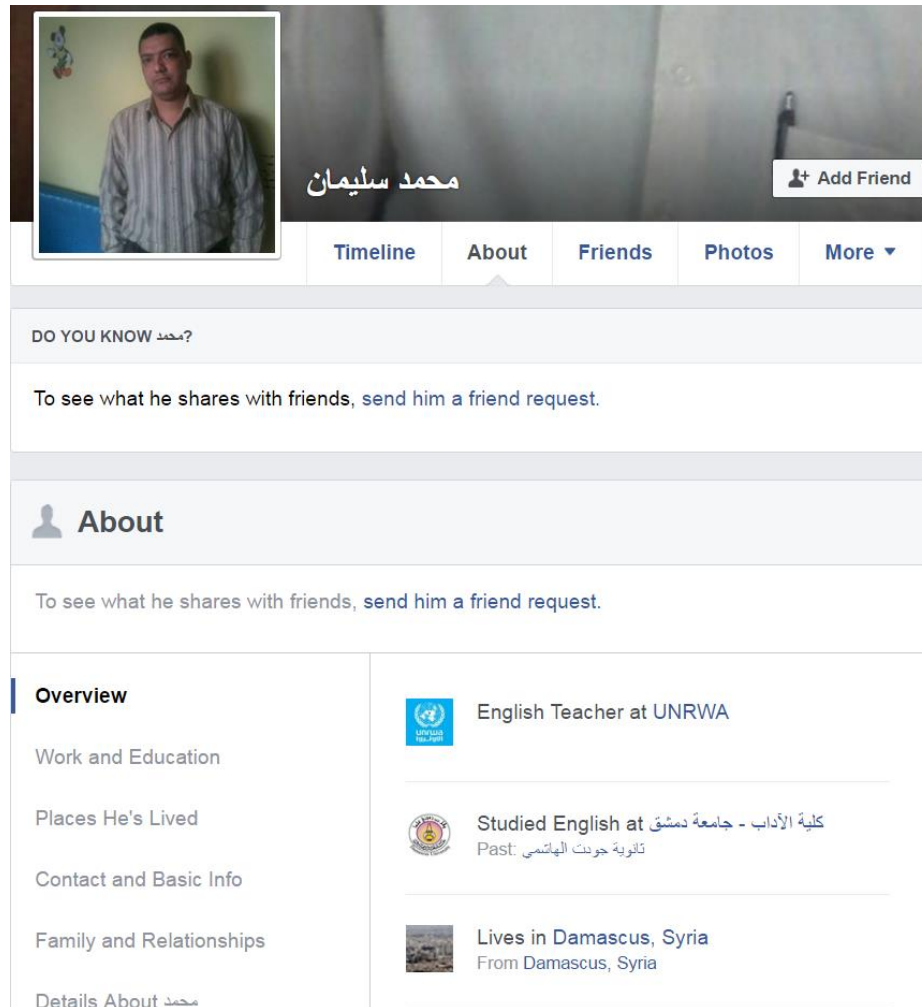 محمد سليمان
Add Friend
Timeline About Friends Photos More
DO YOU KNOW محمد?
To see what he shares with friends, send him a friend request.
About
To see what he shares with friends, send him a friend request.
Overview
Work and Education
Places He's Lived
Contact and Basic Info
Family and Relationships
Details About محمد
unrwa
الأونروا
English Teacher at UNRWA
Studied English at كلية الآداب - جامعة دمشق
Past: ثانوية جودت الهاشمي
Lives in Damascus, Syria
From Damascus, Syria